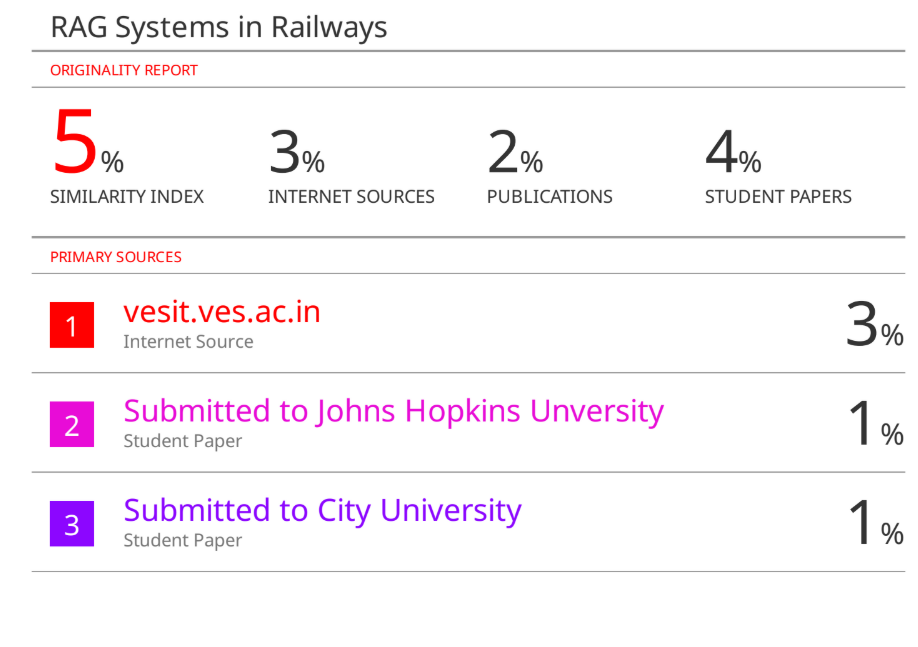 RAG Systems in Railways
ORIGINALITY REPORT
5% 3% 2% 4%
SIMILARITY INDEX INTERNET SOURCES PUBLICATIONS STUDENT PAPERS
PRIMARY SOURCES
1 vesit.ves.ac.in 3%
Internet Source
2 Submitted to Johns Hopkins Unversity 1%
Student Paper
3 Submitted to City University 1%
Student Paper